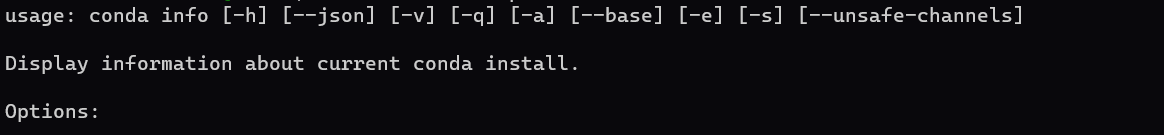 usage: conda info [-h] [--json] [-v] [-q] [-a] [--base] [-e] [-s] [--unsafe-channels]
Display information about current conda install.
Options: